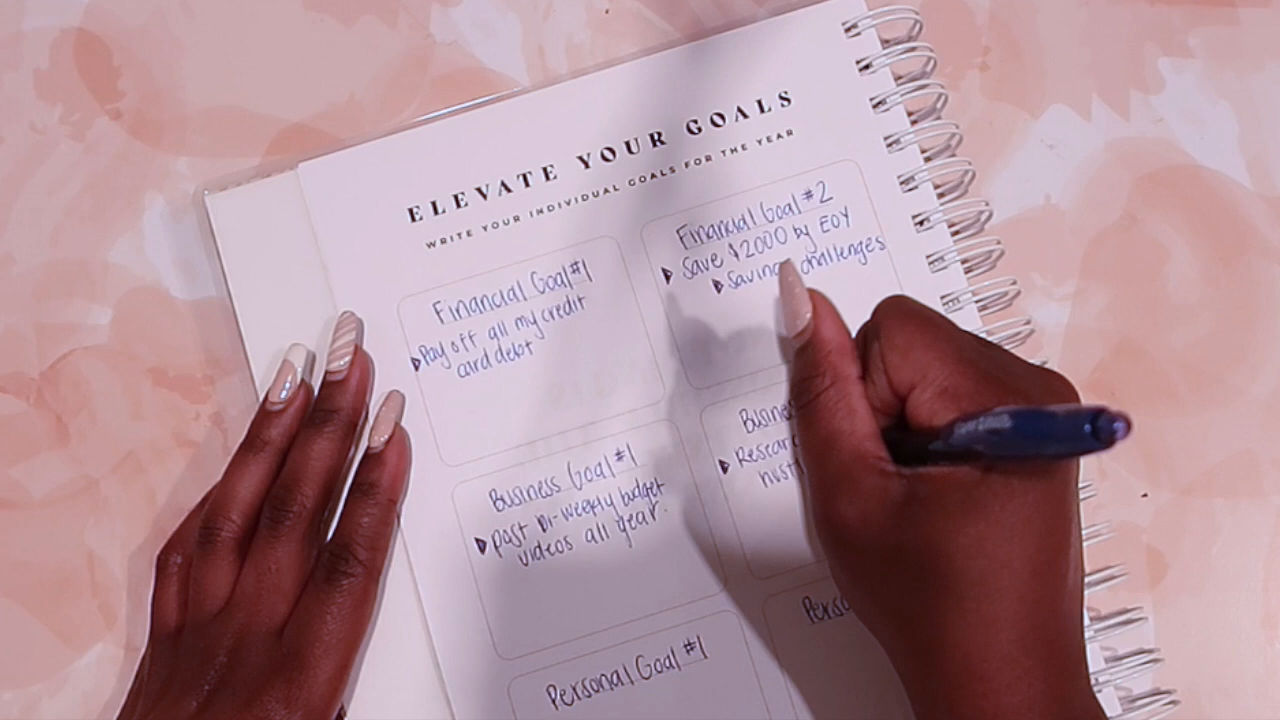 ELEVATE YOUR GOALS
WRITE YOUR INDIVIDUAL GOALS FOR THE YEAR
Financial Goal #1
Pay off all my credit
card debt
Financial Goal #2
Save $2000 by EOY
challenges
Business Goal #1
post bi-weekly budget
videos all year.
Personal Goal #1